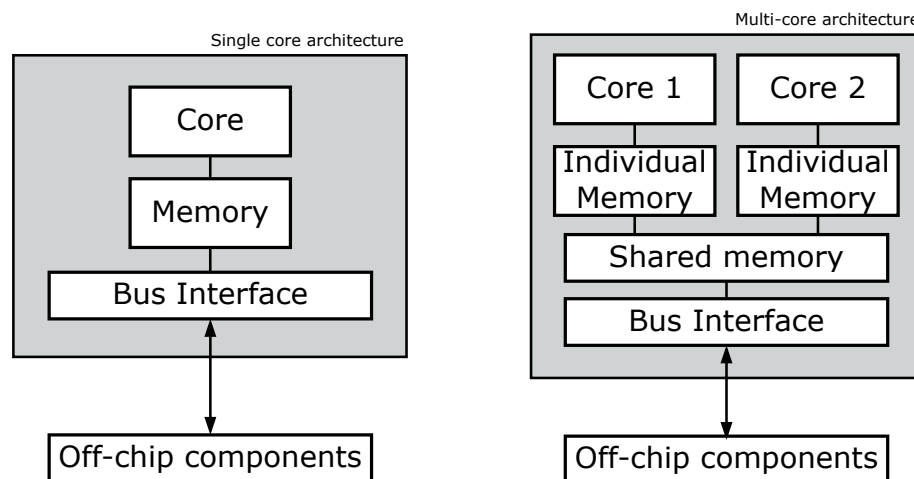 Single core architecture
Core
Memory
Bus Interface
Off-chip components
Multi-core architecture
Core 1
Core 2
Individual
Memory
Individual
Memory
Shared memory
Bus Interface
Off-chip components